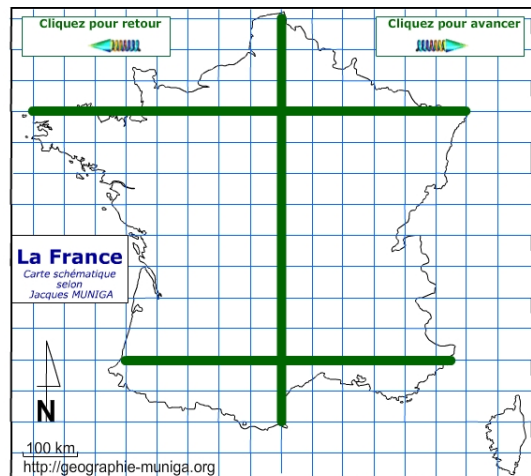 Cliquez pour retour
Cliquez pour avancer
La France
Carte schématique
selon
Jacques MUNIGA
N
100 km
http://geographie-muniga.org